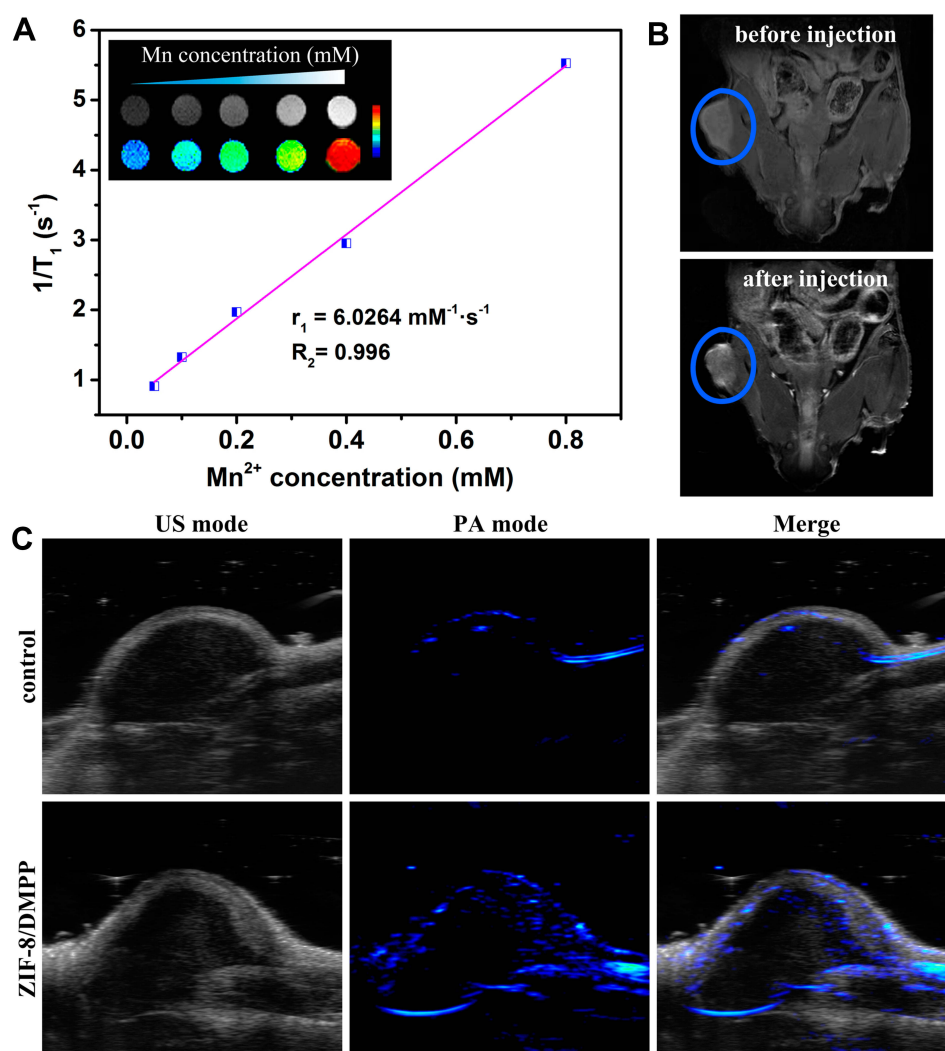 A
Mn concentration (mM)
6
5
4
3
2
1
1/T₁ (s⁻¹)
r₁ = 6.0264 mM⁻¹·s⁻¹
R₂= 0.996
0.0 0.2 0.4 0.6 0.8
Mn²⁺ concentration (mM)
B
before injection
after injection
C
US mode PA mode Merge
control
ZIF-8/DMPP